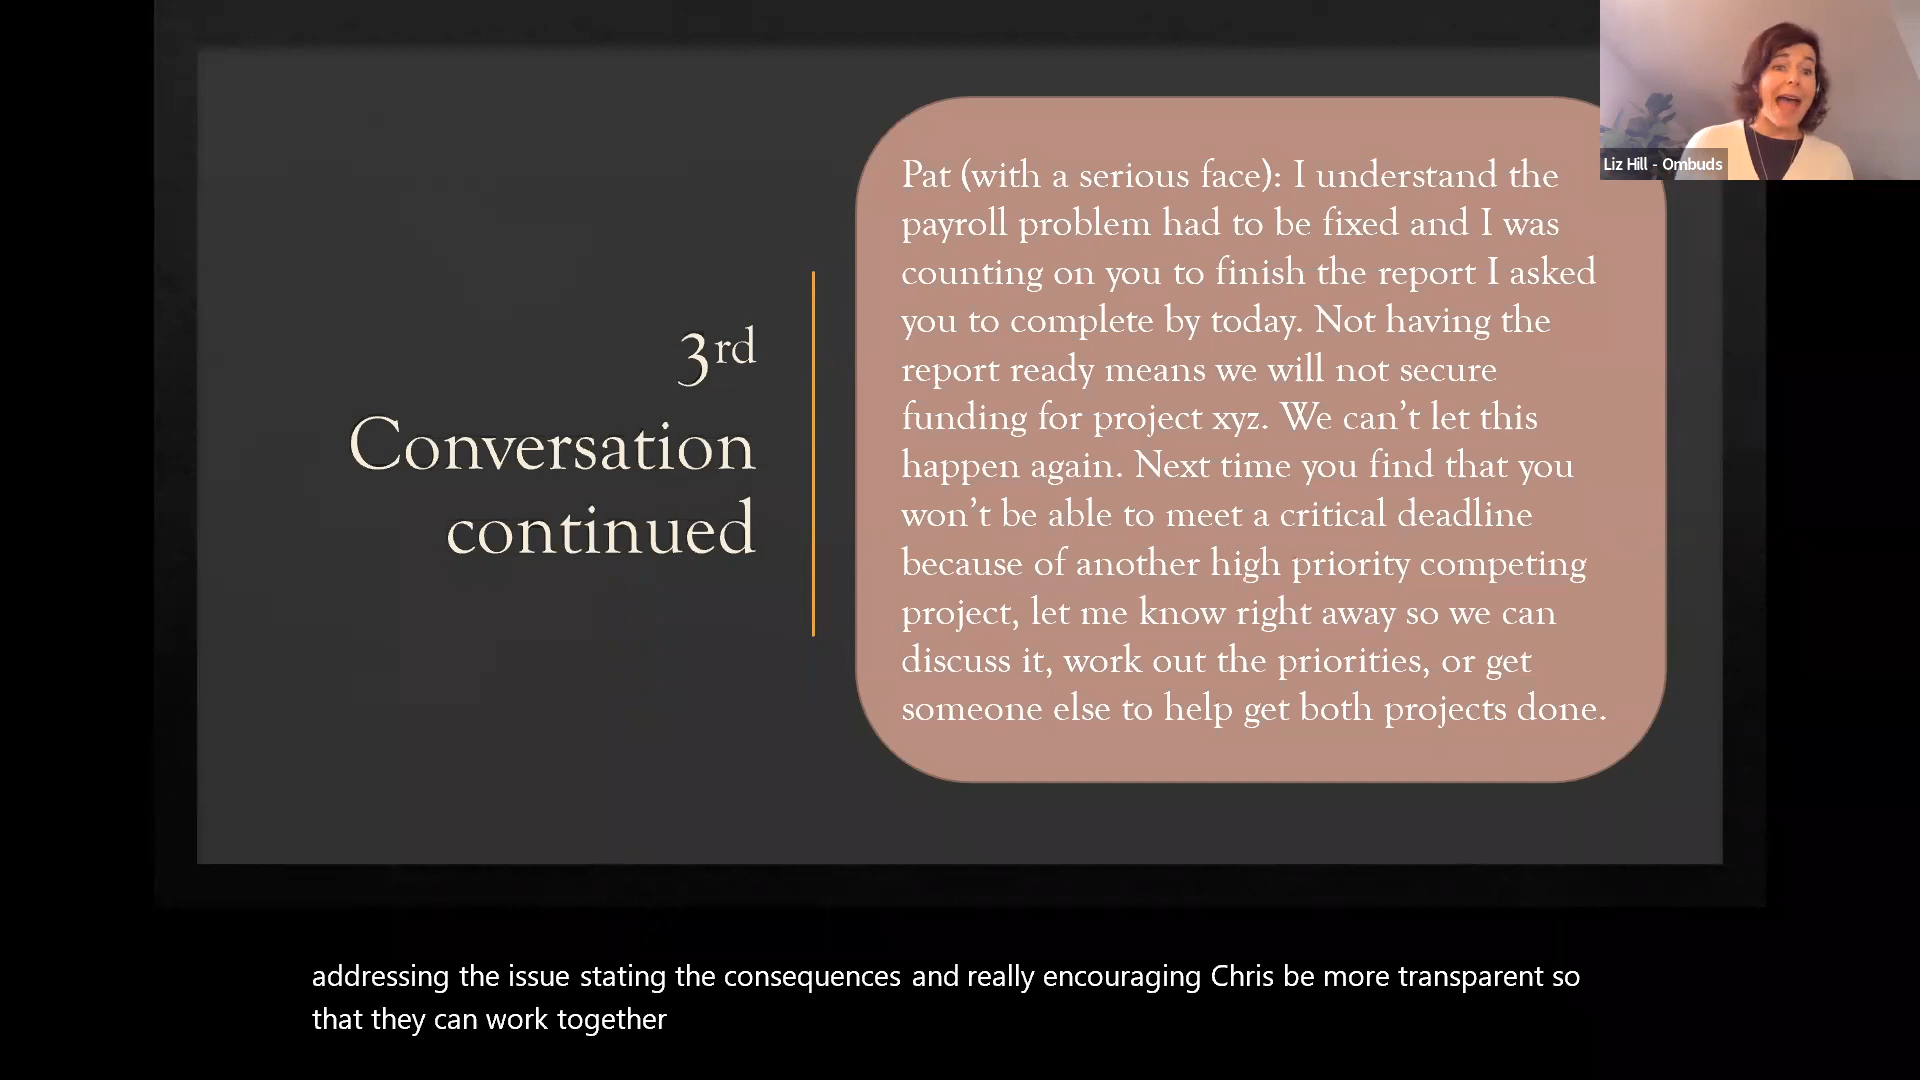 3rd
Conversation
continued
Pat (with a serious face): I understand the
payroll problem had to be fixed and I was
counting on you to finish the report I asked
you to complete by today. Not having the
report ready means we will not secure
funding for project xyz. We can’t let this
happen again. Next time you find that you
won’t be able to meet a critical deadline
because of another high priority competing
project, let me know right away so we can
discuss it, work out the priorities, or get
someone else to help get both projects done.
Liz Hill - Ombuds
addressing the issue stating the consequences and really encouraging Chris be more transparent so
that they can work together